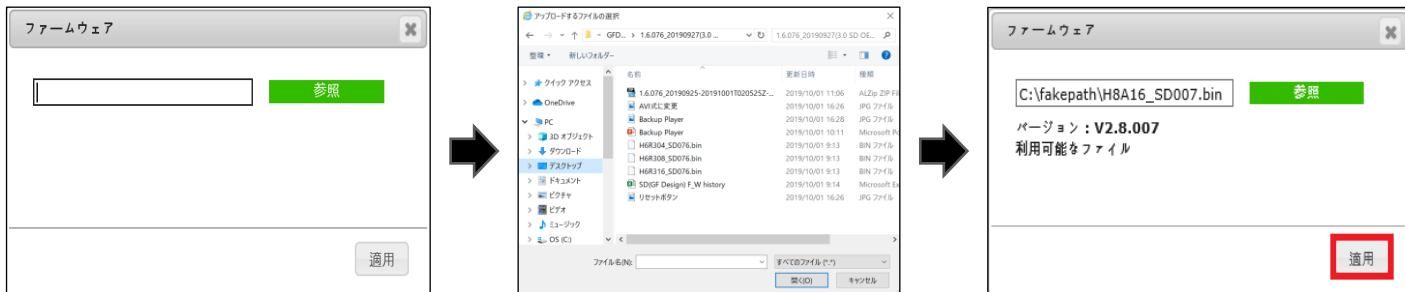 ファームウェア
参照
適用
アップロードするファイルの選択
GFD... › 1.6.076_20190927(3.0 ...
1.6.076_20190927(3.0 SD OE...
整理 新しいフォルダー
名前 更新日時 種類
クイック アクセス
OneDrive
PC
3D オブジェクト
ダウンロード
デスクトップ
ドキュメント
ピクチャ
ビデオ
ミュージック
OS (C:)
1.6.076_20190925-20191001T020525Z-... 2019/10/01 11:06 ALZip ZIP Fil
AVI式に変更 2019/10/01 16:26 JPG ファイル
Backup Player 2019/10/01 16:28 JPG ファイル
Backup Player 2019/10/01 10:11 Microsoft Po
H6R304_SD076.bin 2019/10/01 9:13 BIN ファイル
H6R308_SD076.bin 2019/10/01 9:13 BIN ファイル
H6R316_SD076.bin 2019/10/01 9:13 BIN ファイル
SD(GF Design) F_W history 2019/10/01 9:14 Microsoft Ex
リセットボタン 2019/10/01 16:26 JPG ファイル
ファイル名(N): すべてのファイル (*.*)
開く(O) キャンセル
ファームウェア
C:\fakepath\H8A16_SD007.bin 参照
バージョン : V2.8.007
利用可能なファイル
適用